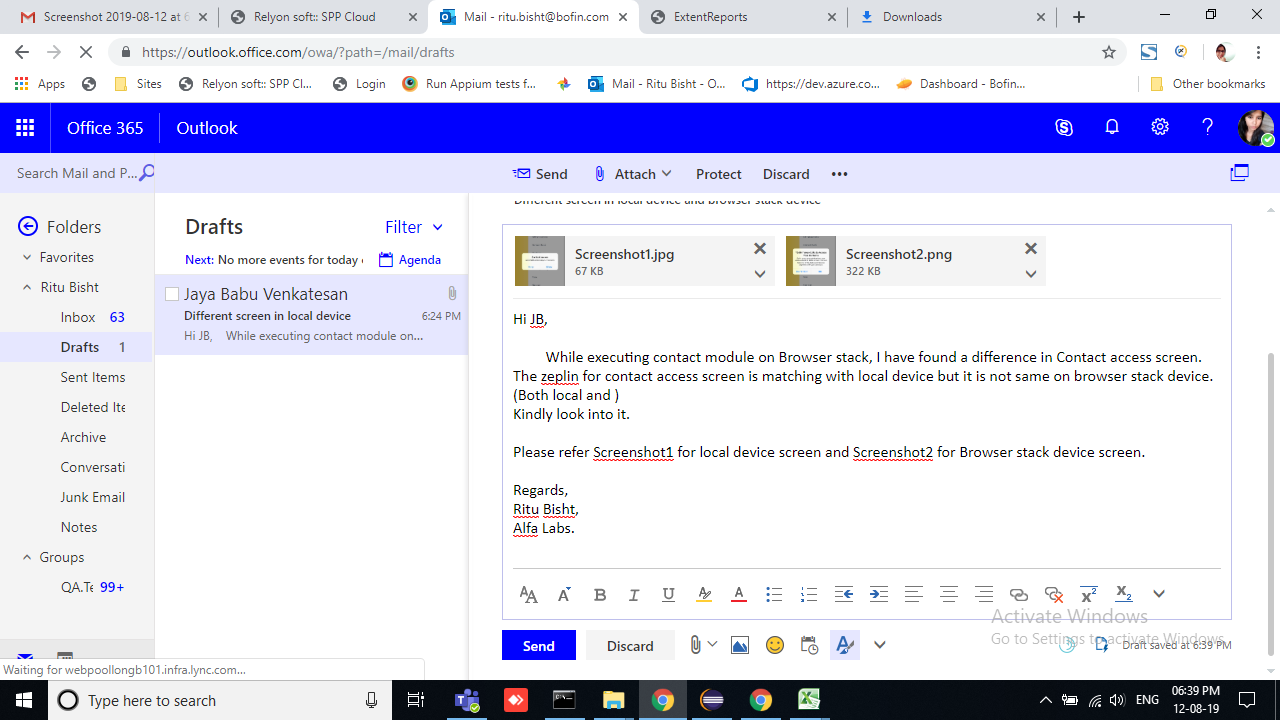 Screenshot 2019-08-12 at 6
Relyon soft:: SPP Cloud
Mail - ritu.bisht@bofin.com
ExtentReports
Downloads
https://outlook.office.com/owa/?path=/mail/drafts
Apps
Sites
Relyon soft:: SPP Cl...
Login
Run Appium tests f...
Mail - Ritu Bisht - O...
https://dev.azure.co...
Dashboard - Bofin...
Other bookmarks
Office 365
Outlook
Search Mail and P...
Send
Attach
Protect
Discard
Folders
Favorites
Ritu Bisht
Inbox 63
Drafts 1
Sent Items
Deleted Ite
Archive
Conversati
Junk Email
Notes
Groups
QA.Te 99+
Drafts
Filter
Next: No more events for today
Agenda
Jaya Babu Venkatesan
Different screen in local device
6:24 PM
Hi JB, While executing contact module on...
Different screen in local device and browser stack device
Screenshot1.jpg
67 KB
Screenshot2.png
322 KB
Hi JB,
While executing contact module on Browser stack, I have found a difference in Contact access screen.
The zeplin for contact access screen is matching with local device but it is not same on browser stack device.
(Both local and )
Kindly look into it.
Please refer Screenshot1 for local device screen and Screenshot2 for Browser stack device screen.
Regards,
Ritu Bisht,
Alfa Labs.
Activate Windows
Go to Settings to activate Windows.
Send
Discard
Draft saved at 6:39 PM
Waiting for webpoollongb101.infra.lync.com...
Type here to search
ENG
06:39 PM
12-08-19